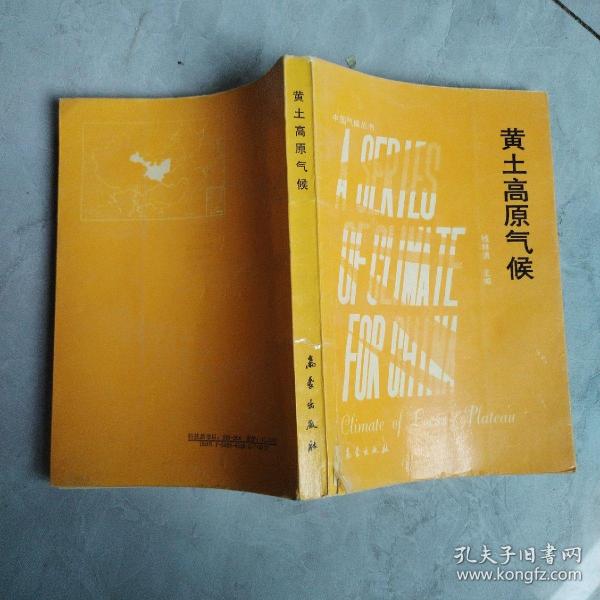 黄土高原气候
气象出版社
中国气候丛书
A SERIES
OF CLIMATE
FOR CHINA
黄土高原气候
主编
Climate of Loess Plateau
气象出版社
孔夫子旧书网
www.kongfz.com